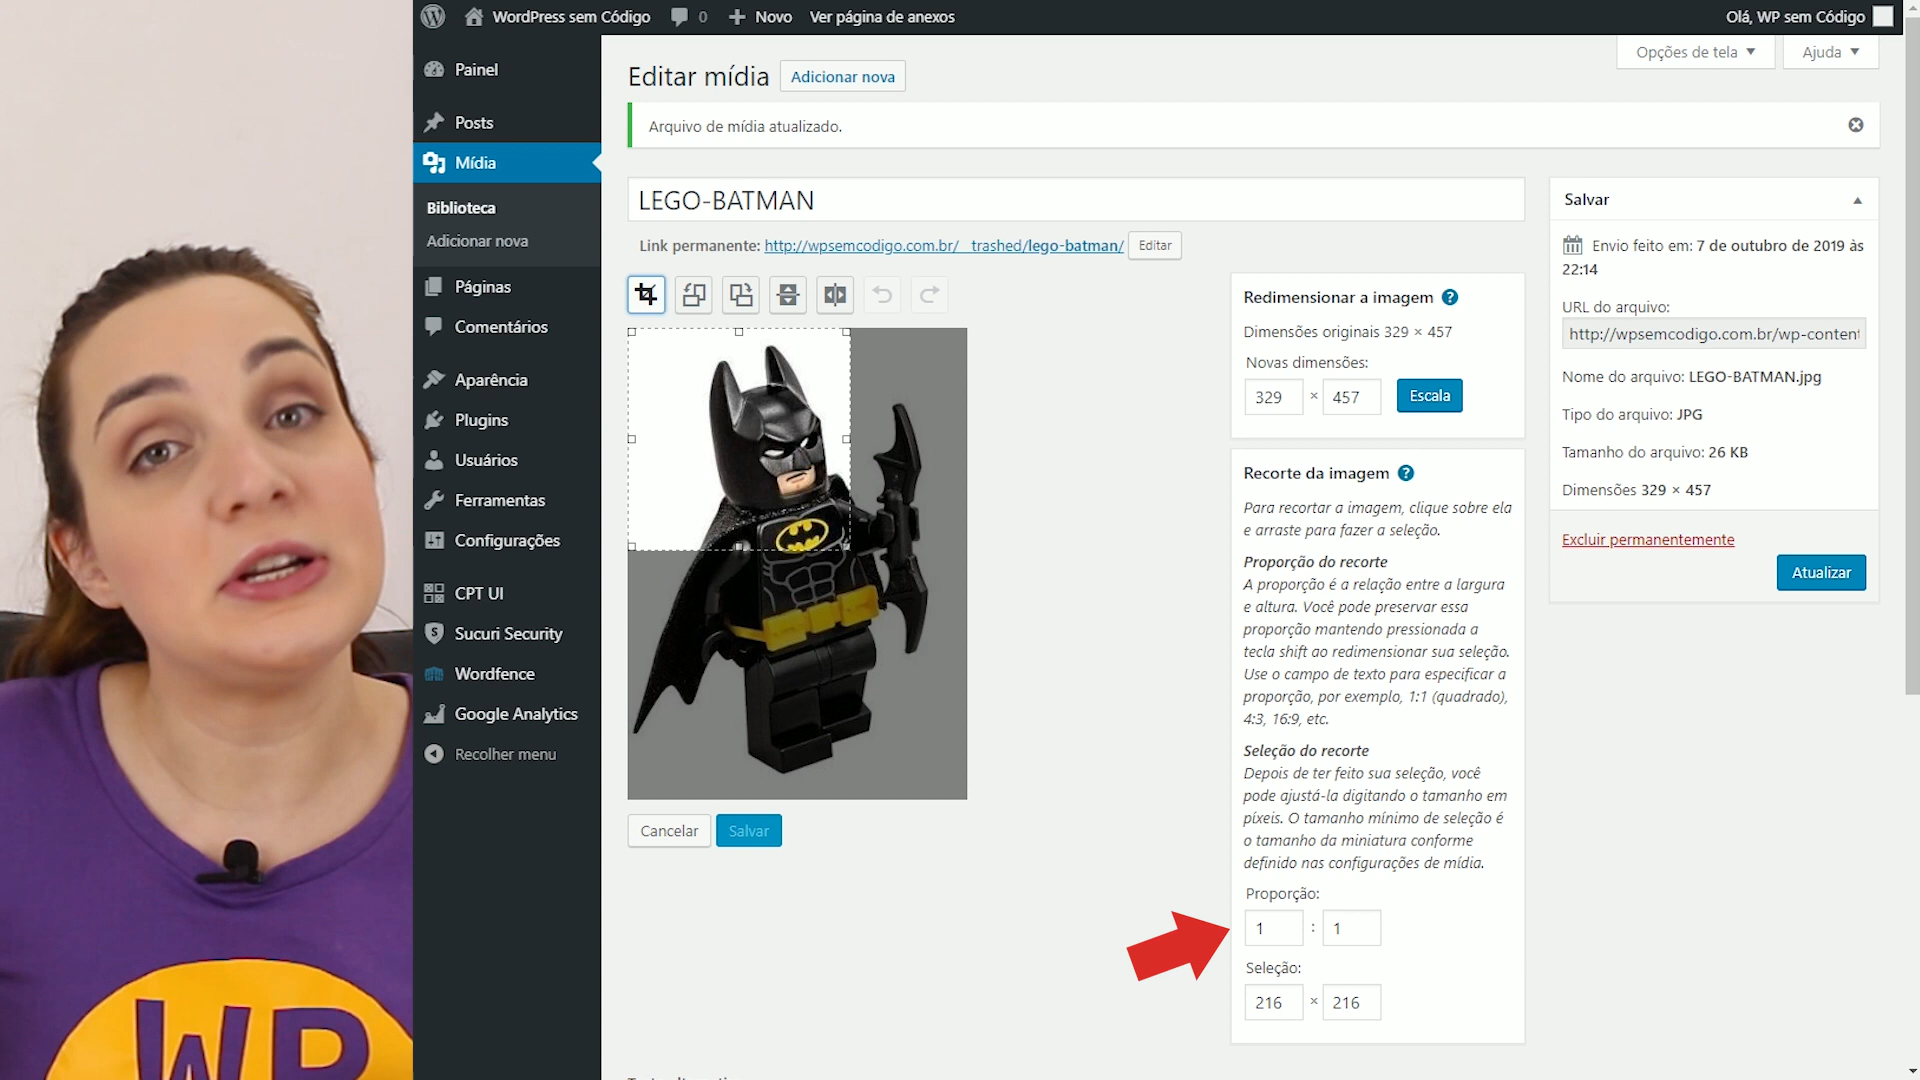 WordPress sem Código
0
Novo
Ver página de anexos
Olá, WP sem Código
Opções de tela
Ajuda
Painel
Posts
Mídia
Biblioteca
Adicionar nova
Páginas
Comentários
Aparência
Plugins
Usuários
Ferramentas
Configurações
CPT UI
Sucuri Security
Wordfence
Google Analytics
Recolher menu
Editar mídia
Adicionar nova
Arquivo de mídia atualizado.
LEGO-BATMAN
Link permanente: http://wpsemcodigo.com.br/__trashed/lego-batman/
Editar
Cancelar
Salvar
Redimensionar a imagem
Dimensões originais 329 × 457
Novas dimensões:
329 × 457
Escala
Recorte da imagem
Para recortar a imagem, clique sobre ela
e arraste para fazer a seleção.
Proporção do recorte
A proporção é a relação entre a largura
e altura. Você pode preservar essa
proporção mantendo pressionada a
tecla shift ao redimensionar sua seleção.
Use o campo de texto para especificar a
proporção, por exemplo, 1:1 (quadrado),
4:3, 16:9, etc.
Seleção do recorte
Depois de ter feito sua seleção, você
pode ajustá-la digitando o tamanho em
píxeis. O tamanho mínimo de seleção é
o tamanho da miniatura conforme
definido nas configurações de mídia.
Proporção:
1 : 1
Seleção:
216 × 216
Salvar
Envio feito em: 7 de outubro de 2019 às
22:14
URL do arquivo:
http://wpsemcodigo.com.br/wp-content
Nome do arquivo: LEGO-BATMAN.jpg
Tipo do arquivo: JPG
Tamanho do arquivo: 26 KB
Dimensões 329 × 457
Excluir permanentemente
Atualizar
WP